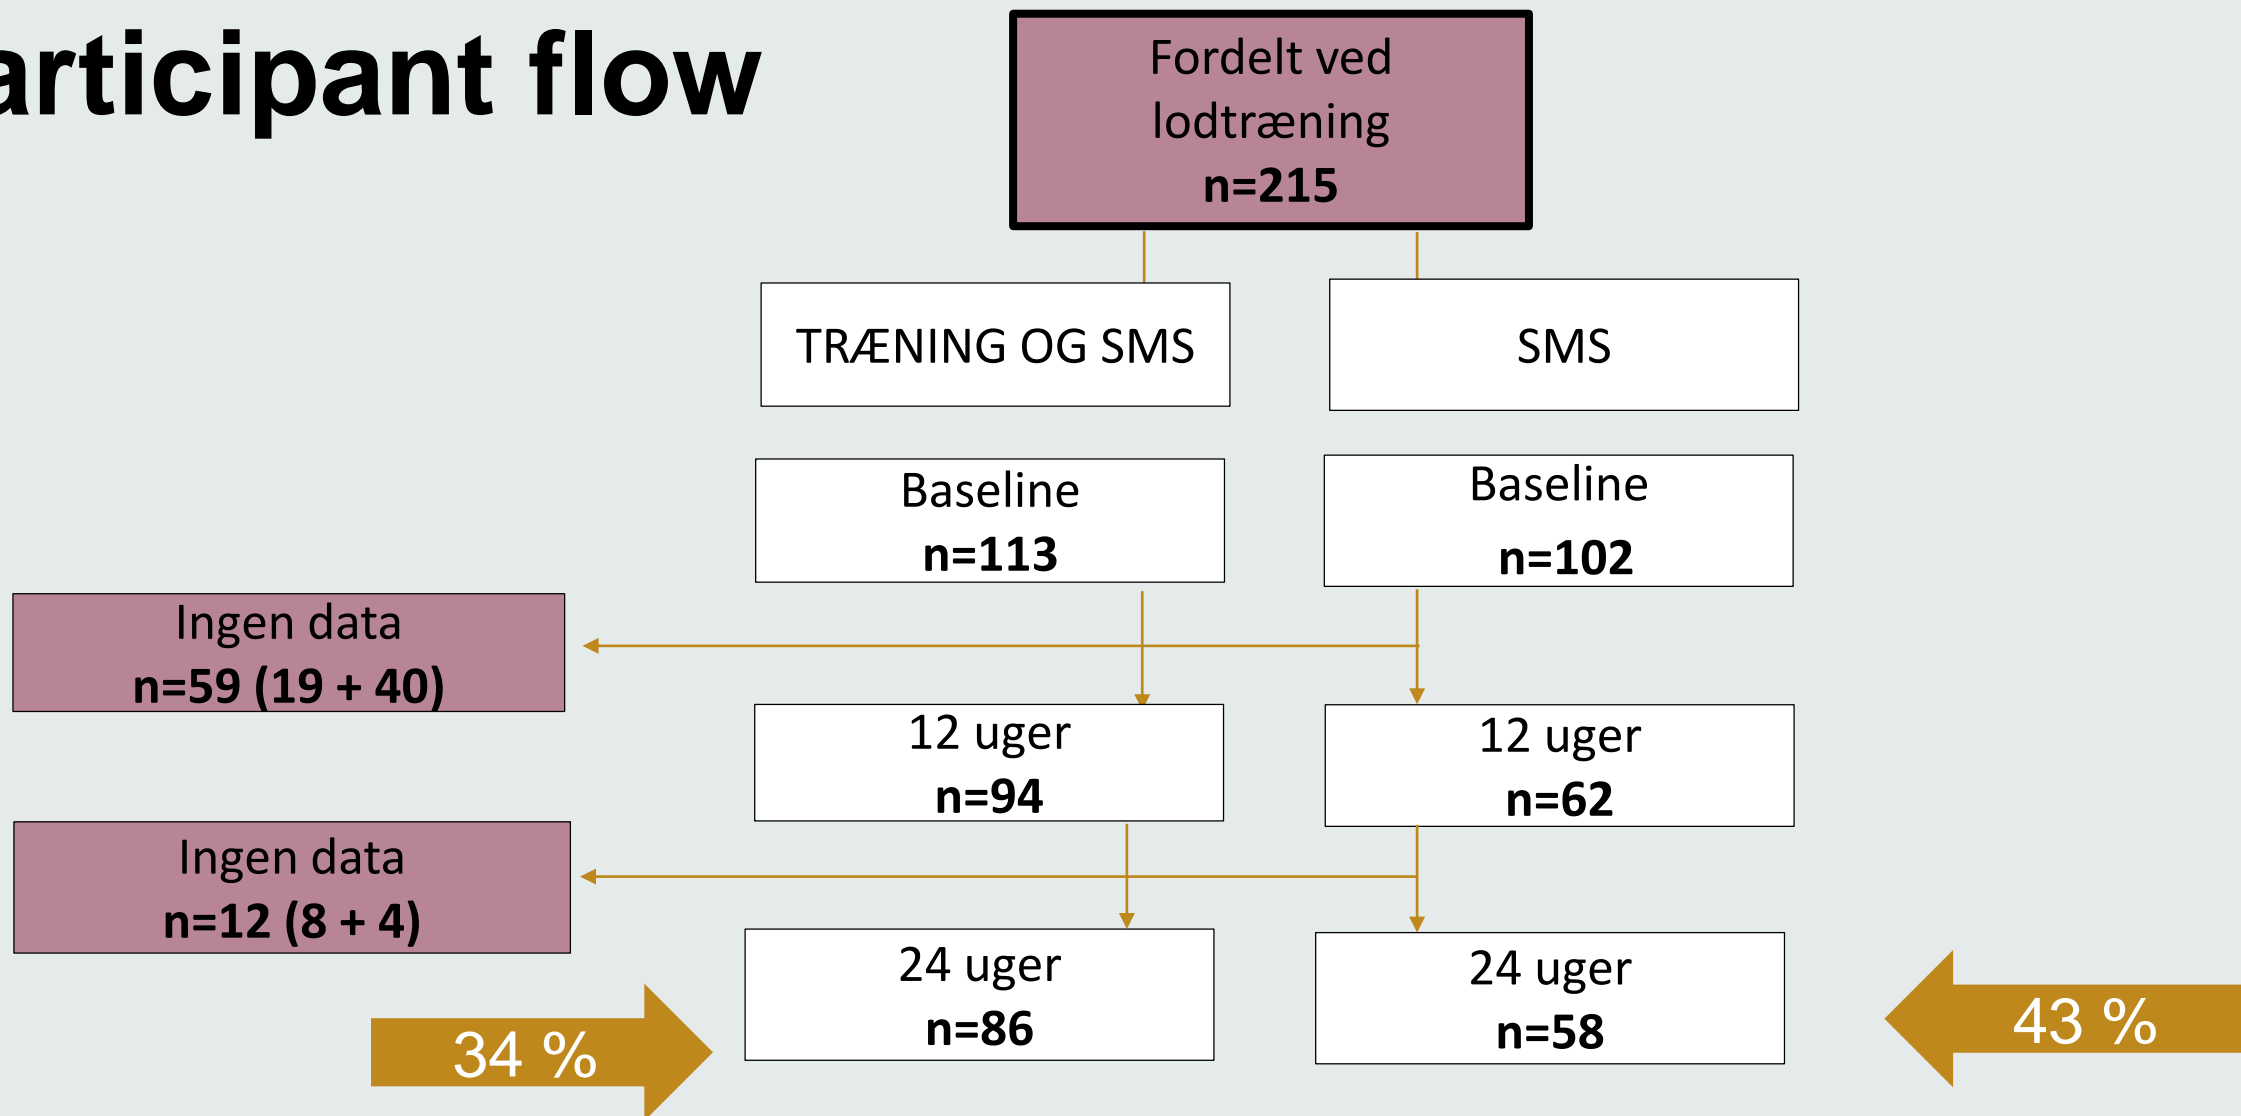 articipant flow
Fordelt ved
lodtræning
n=215
TRÆNING OG SMS
SMS
Baseline
n=113
Baseline
n=102
Ingen data
n=59 (19 + 40)
12 uger
n=94
12 uger
n=62
Ingen data
n=12 (8 + 4)
24 uger
n=86
24 uger
n=58
34 %
43 %